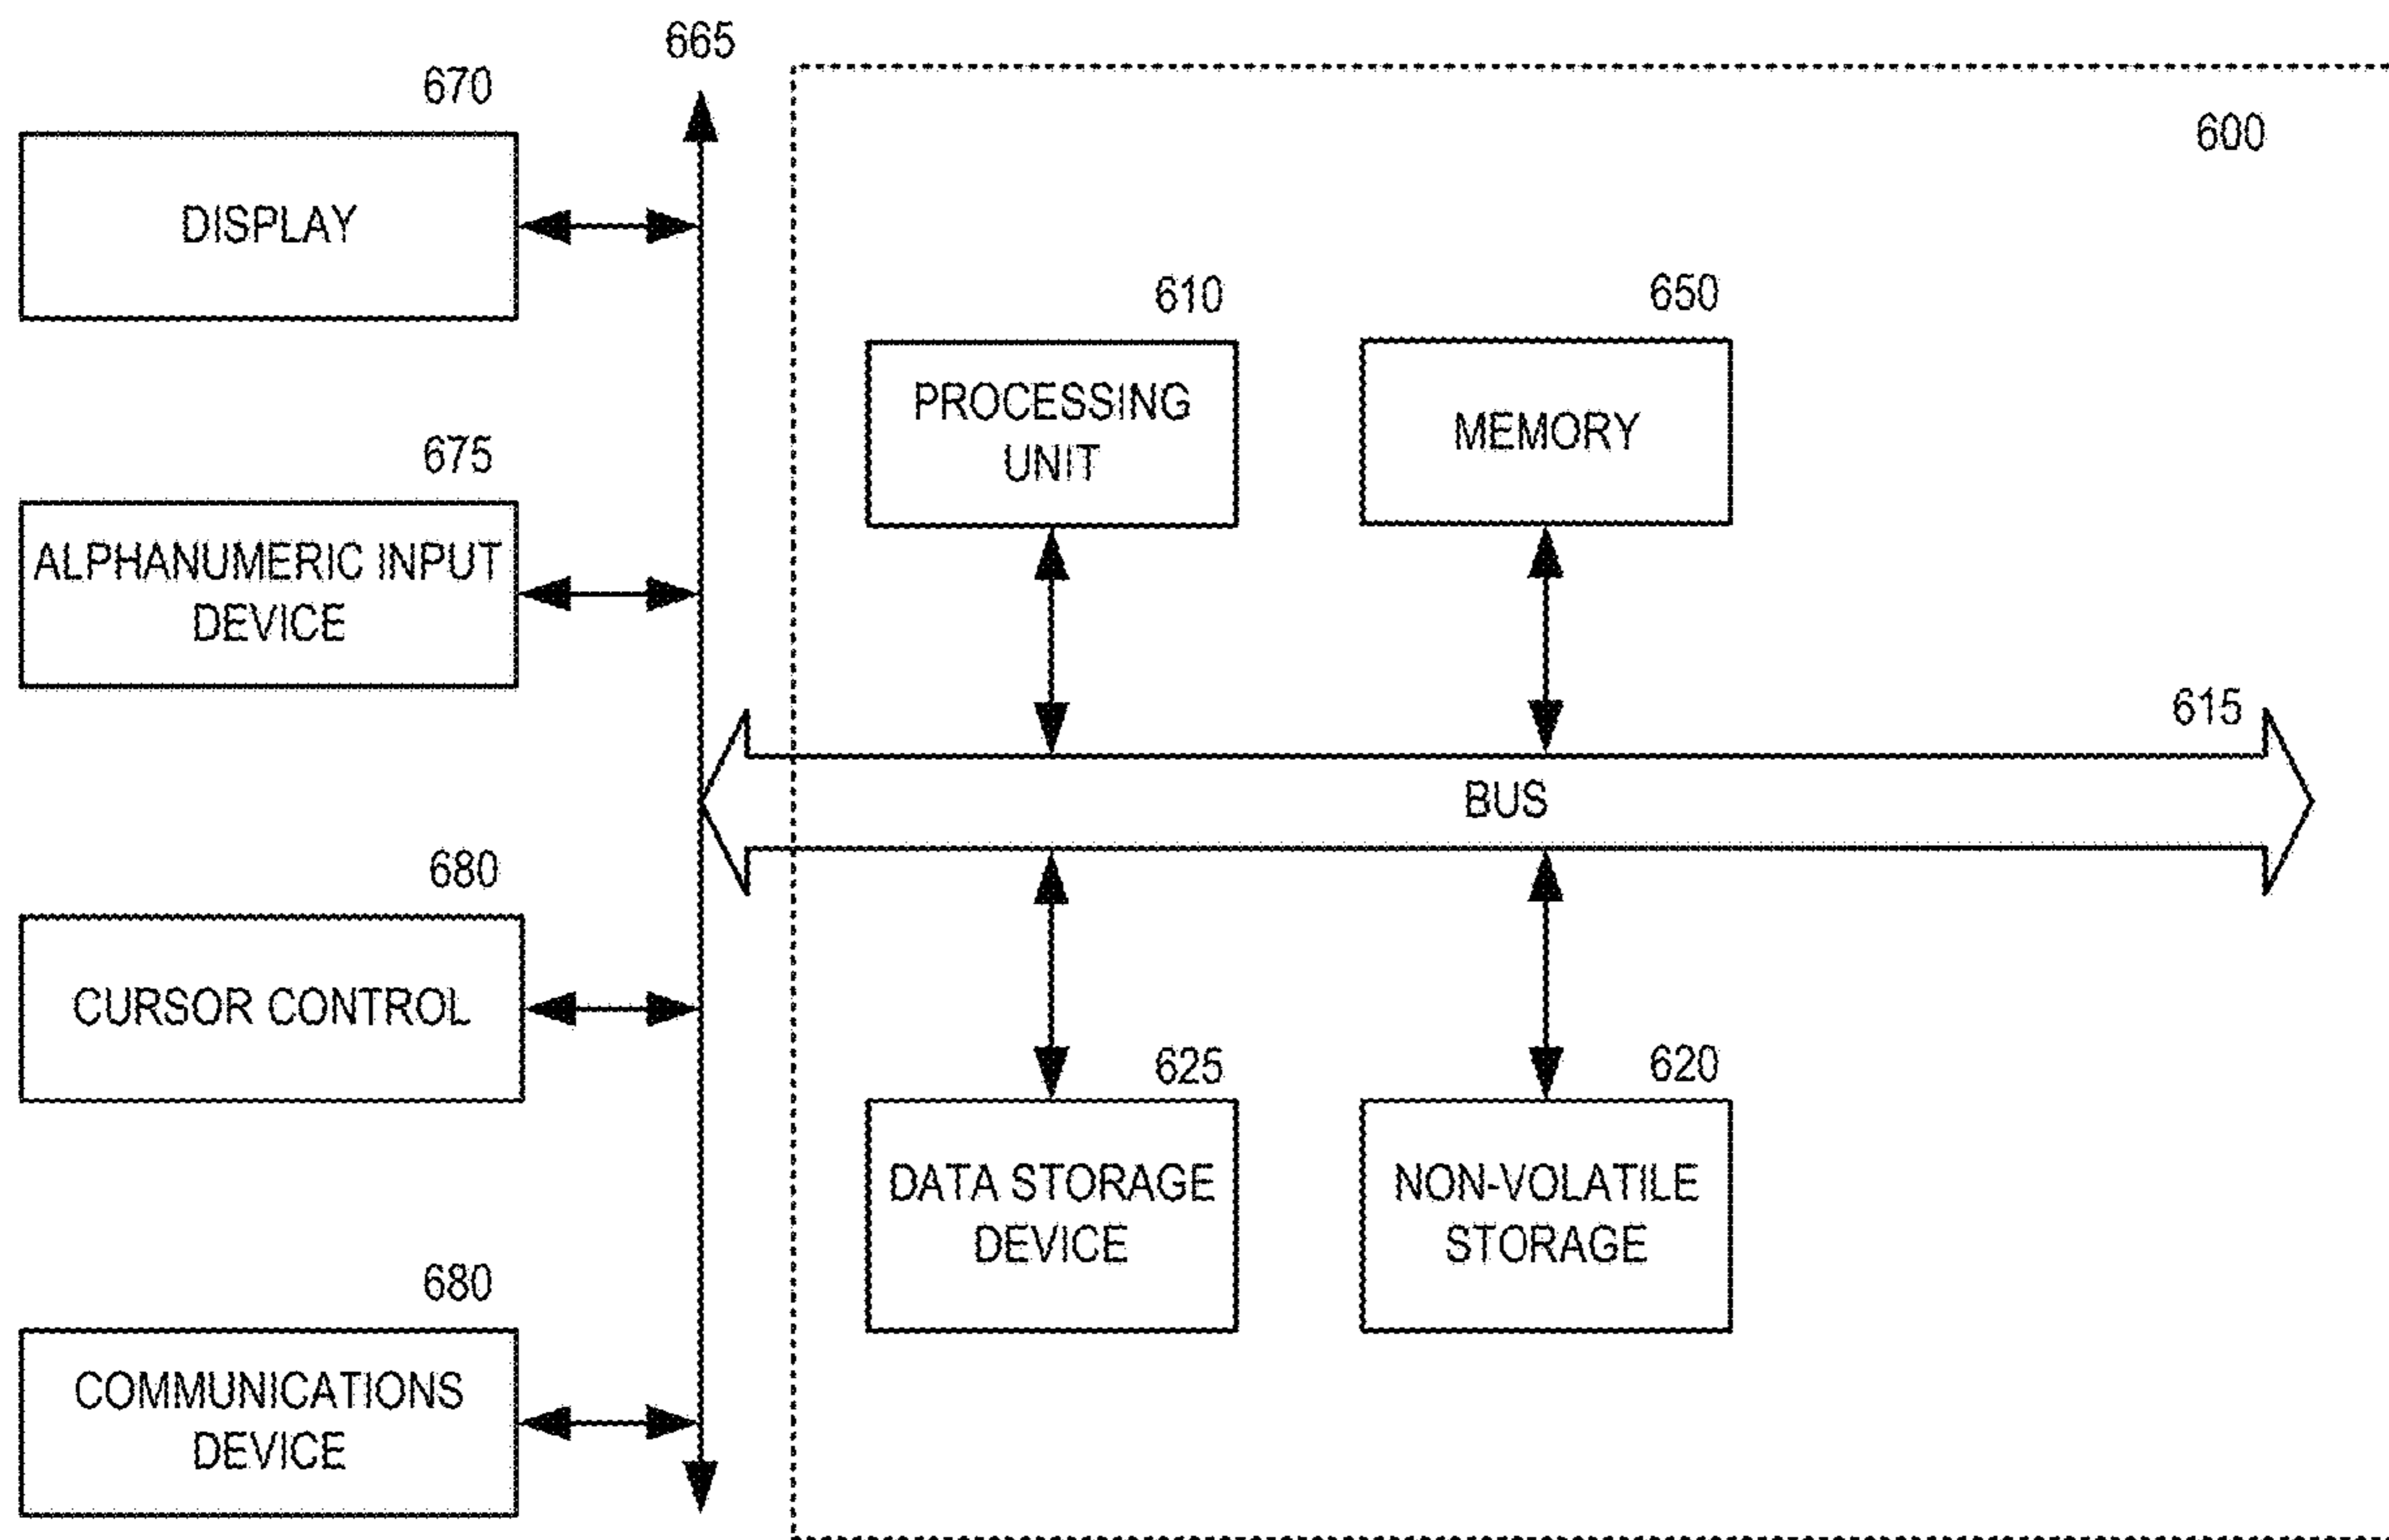 665
670
DISPLAY
600
610
PROCESSING
UNIT
650
MEMORY
675
ALPHANUMERIC INPUT
DEVICE
615
BUS
680
CURSOR CONTROL
625
DATA STORAGE
DEVICE
620
NON-VOLATILE
STORAGE
680
COMMUNICATIONS
DEVICE